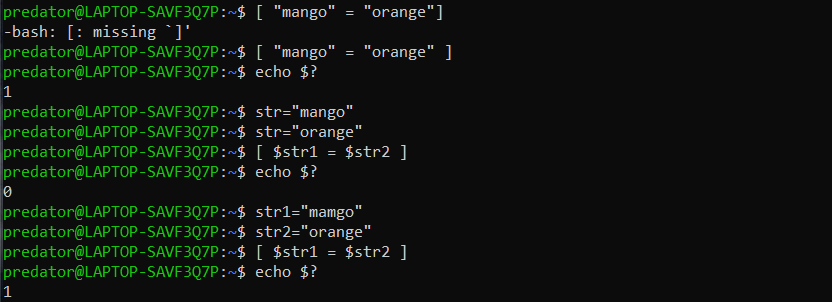 predator@LAPTOP-SAVF3Q7P:~$ [ "mango" = "orange"]
-bash: [: missing `]'
predator@LAPTOP-SAVF3Q7P:~$ [ "mango" = "orange" ]
predator@LAPTOP-SAVF3Q7P:~$ echo $?
1
predator@LAPTOP-SAVF3Q7P:~$ str="mango"
predator@LAPTOP-SAVF3Q7P:~$ str="orange"
predator@LAPTOP-SAVF3Q7P:~$ [ $str1 = $str2 ]
predator@LAPTOP-SAVF3Q7P:~$ echo $?
0
predator@LAPTOP-SAVF3Q7P:~$ str1="mamgo"
predator@LAPTOP-SAVF3Q7P:~$ str2="orange"
predator@LAPTOP-SAVF3Q7P:~$ [ $str1 = $str2 ]
predator@LAPTOP-SAVF3Q7P:~$ echo $?
1